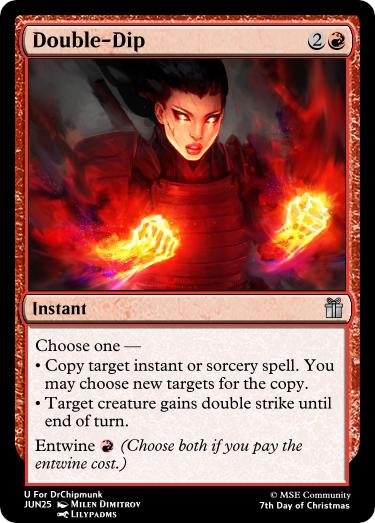 Double-Dip 2
Instant
Choose one —
• Copy target instant or sorcery spell. You
may choose new targets for the copy.
• Target creature gains double strike until
end of turn.
Entwine (Choose both if you pay the
entwine cost.)
U For DrChipmunk © MSE Community
JUN25 Milen Dimitrov 7th Day of Christmas
Lilypadms